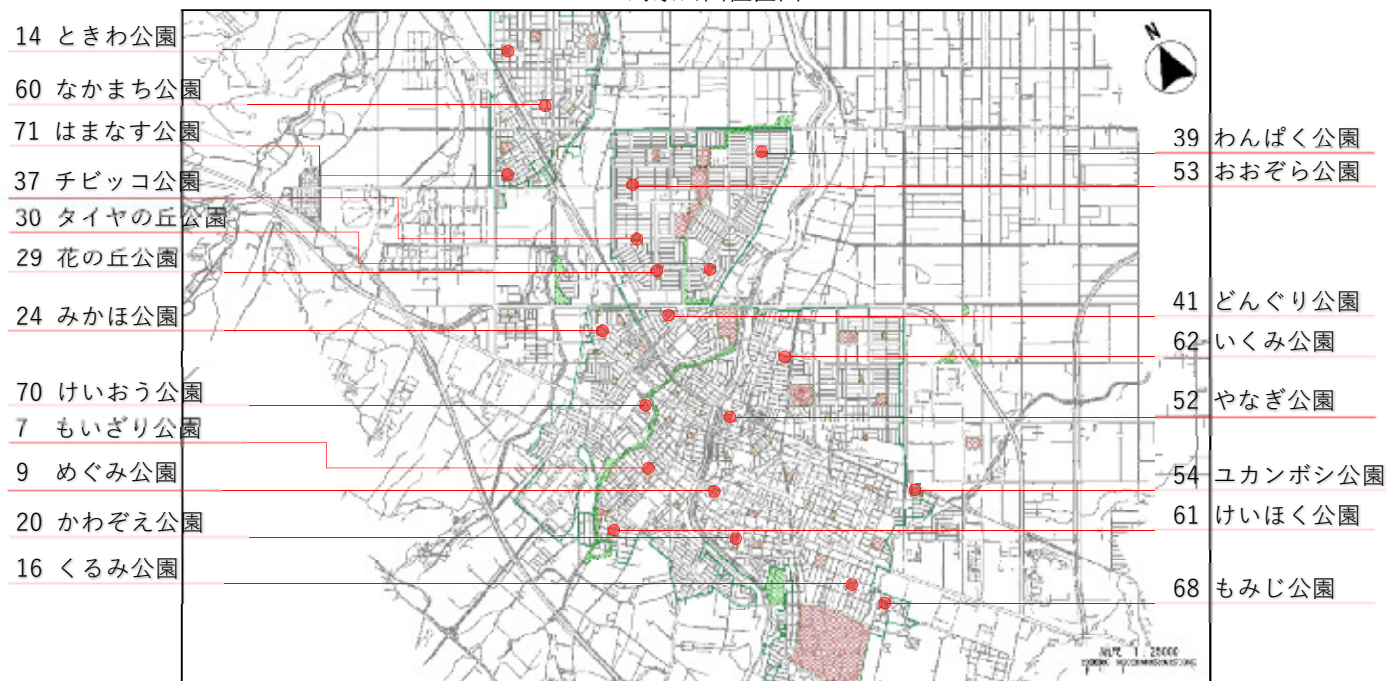 14 ときわ公園
60 なかまち公園
71 はまなす公園
37 チビッコ公園
30 タイヤの丘公園
29 花の丘公園
24 みかほ公園
70 けいおう公園
7 もいざり公園
9 めぐみ公園
20 かわぞえ公園
16 くるみ公園
N
39 わんぱく公園
53 おおぞら公園
41 どんぐり公園
62 いくみ公園
52 やなぎ公園
54 ユカンボシ公園
61 けいほく公園
68 もみじ公園
縮尺 1:25000